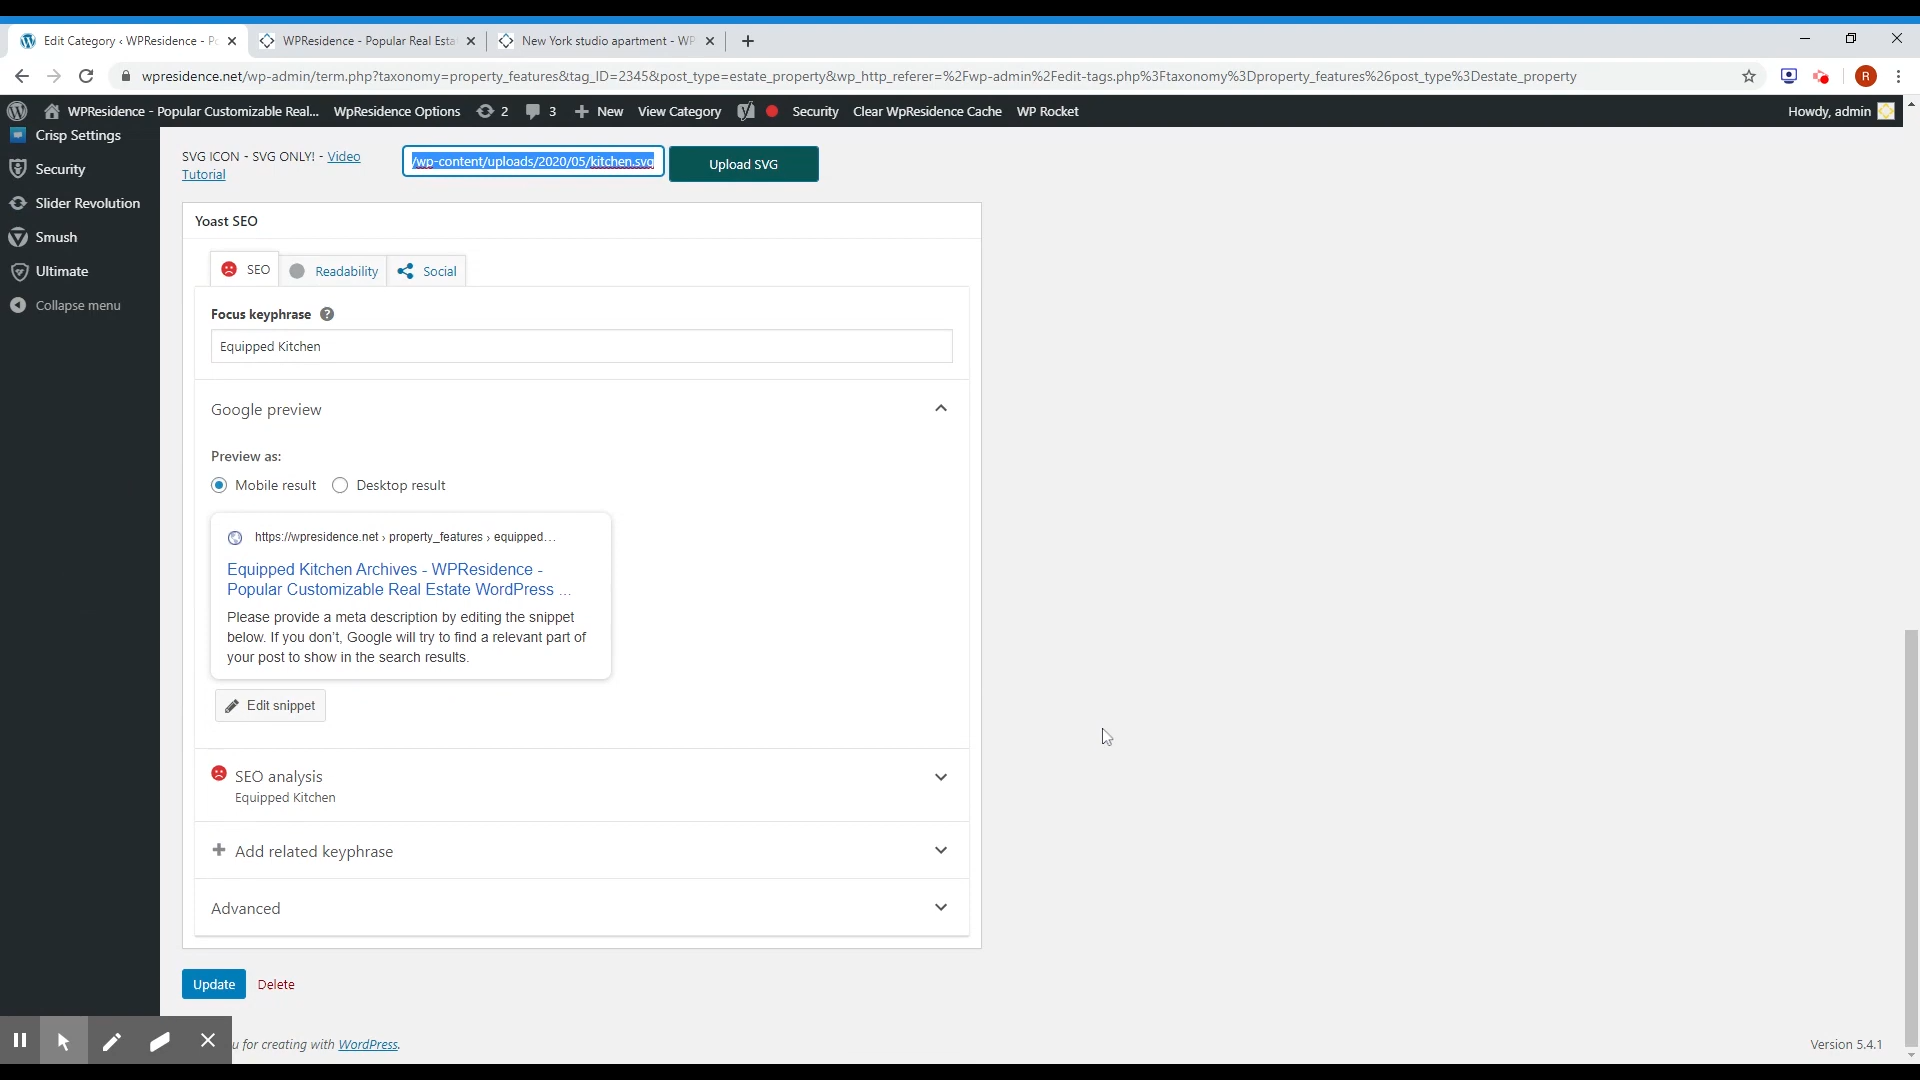 Edit Category ‹ WPResidence - Po
WPResidence - Popular Real Esta
New York studio apartment - WP
wpresidence.net/wp-admin/term.php?taxonomy=property_features&tag_ID=2345&post_type=estate_property&wp_http_referer=%2Fwp-admin%2Fedit-tags.php%3Ftaxonomy%3Dproperty_features%26post_type%3Destate_property
R
WPResidence - Popular Customizable Real...
WpResidence Options
2
3
New
View Category
Security
Clear WpResidence Cache
WP Rocket
Howdy, admin
Crisp Settings
Security
Slider Revolution
Smush
Ultimate
Collapse menu
SVG ICON - SVG ONLY! - Video
Tutorial
/wp-content/uploads/2020/05/kitchen.svg
Upload SVG
Yoast SEO
SEO
Readability
Social
Focus keyphrase
Equipped Kitchen
Google preview
Preview as:
Mobile result
Desktop result
https://wpresidence.net › property_features › equipped…
Equipped Kitchen Archives - WPResidence -
Popular Customizable Real Estate WordPress ...
Please provide a meta description by editing the snippet
below. If you don’t, Google will try to find a relevant part of
your post to show in the search results.
Edit snippet
SEO analysis
Equipped Kitchen
Add related keyphrase
Advanced
Update
Delete
u for creating with WordPress.
Version 5.4.1